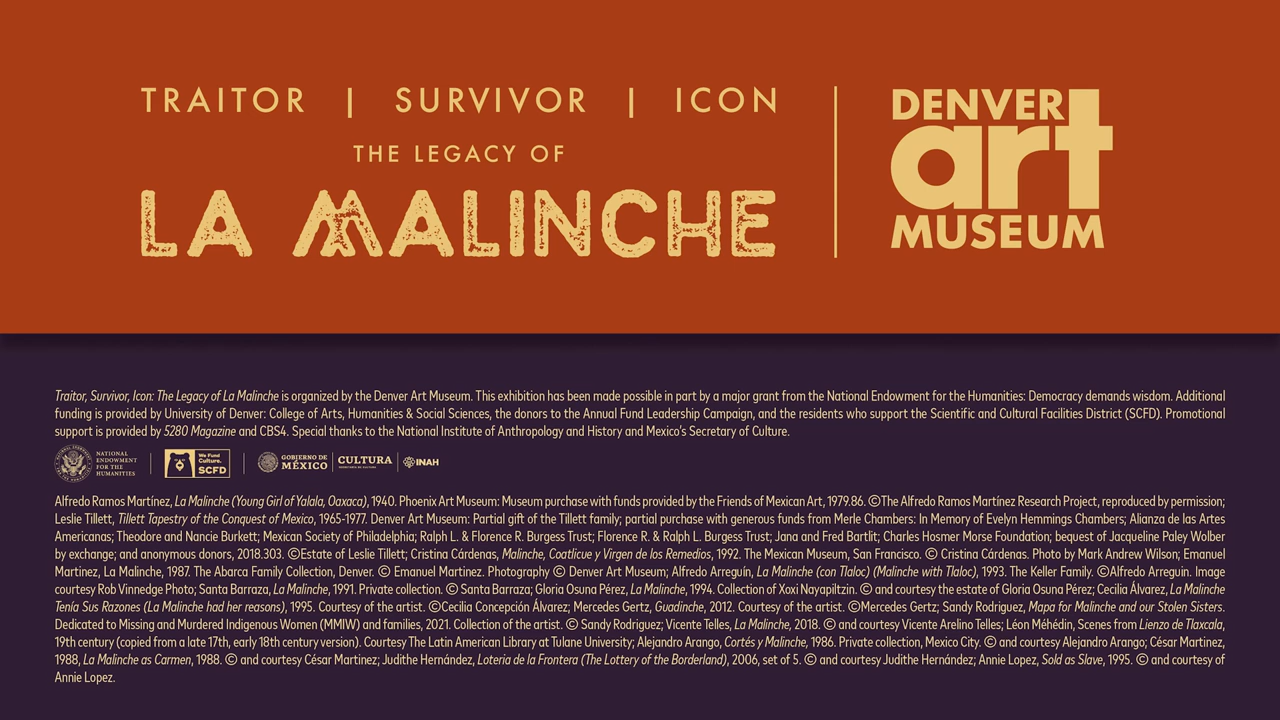 TRAITOR | SURVIVOR | ICON
THE LEGACY OF
LA MALINCHE
DENVER
art
MUSEUM
Traitor, Survivor, Icon: The Legacy of La Malinche is organized by the Denver Art Museum. This exhibition has been made possible in part by a major grant from the National Endowment for the Humanities: Democracy demands wisdom. Additional
funding is provided by University of Denver: College of Arts, Humanities & Social Sciences, the donors to the Annual Fund Leadership Campaign, and the residents who support the Scientific and Cultural Facilities District (SCFD). Promotional
support is provided by 5280 Magazine and CBS4. Special thanks to the National Institute of Anthropology and History and Mexico's Secretary of Culture.
NATIONAL
ENDOWMENT
FOR THE
HUMANITIES
We Fund
Culture.
SCFD
GOBIERNO DE
MÉXICO
CULTURA
SECRETARÍA DE CULTURA
INAH
Alfredo Ramos Martínez, La Malinche (Young Girl of Yalala, Oaxaca), 1940. Phoenix Art Museum: Museum purchase with funds provided by the Friends of Mexican Art, 1979.86. ©The Alfredo Ramos Martínez Research Project, reproduced by permission;
Leslie Tillett, Tillett Tapestry of the Conquest of Mexico, 1965-1977. Denver Art Museum: Partial gift of the Tillett family; partial purchase with generous funds from Merle Chambers: In Memory of Evelyn Hemmings Chambers; Alianza de las Artes
Americanas; Theodore and Nancie Burkett; Mexican Society of Philadelphia; Ralph L. & Florence R. Burgess Trust; Florence R. & Ralph L. Burgess Trust; Jana and Fred Bartlit; Charles Hosmer Morse Foundation; bequest of Jacqueline Paley Wolber
by exchange; and anonymous donors, 2018.303. ©Estate of Leslie Tillett; Cristina Cárdenas, Malinche, Coatlicue y Virgen de los Remedios, 1992. The Mexican Museum, San Francisco. © Cristina Cárdenas. Photo by Mark Andrew Wilson; Emanuel
Martinez, La Malinche, 1987. The Abarca Family Collection, Denver. © Emanuel Martinez. Photography © Denver Art Museum; Alfredo Arreguín, La Malinche (con Tlaloc) (Malinche with Tlaloc), 1993. The Keller Family. ©Alfredo Arreguin. Image
courtesy Rob Vinnedge Photo; Santa Barraza, La Malinche, 1991. Private collection. © Santa Barraza; Gloria Osuna Pérez, La Malinche, 1994. Collection of Xoxi Nayapiltzin. © and courtesy the estate of Gloria Osuna Pérez; Cecilia Álvarez, La Malinche
Tenía Sus Razones (La Malinche had her reasons), 1995. Courtesy of the artist. ©Cecilia Concepción Álvarez; Mercedes Gertz, Guadinche, 2012. Courtesy of the artist. ©Mercedes Gertz; Sandy Rodriguez, Mapa for Malinche and our Stolen Sisters.
Dedicated to Missing and Murdered Indigenous Women (MMIW) and families, 2021. Collection of the artist. © Sandy Rodriguez; Vicente Telles, La Malinche, 2018. © and courtesy Vicente Arelino Telles; Léon Méhédin, Scenes from Lienzo de Tlaxcala,
19th century (copied from a late 17th, early 18th century version). Courtesy The Latin American Library at Tulane University; Alejandro Arango, Cortés y Malinche, 1986. Private collection, Mexico City. © and courtesy Alejandro Arango; César Martínez,
1988, La Malinche as Carmen, 1988. © and courtesy César Martinez; Judithe Hernández, Loteria de la Frontera (The Lottery of the Borderland), 2006, set of 5. © and courtesy Judithe Hernández; Annie Lopez, Sold as Slave, 1995. © and courtesy of
Annie Lopez.